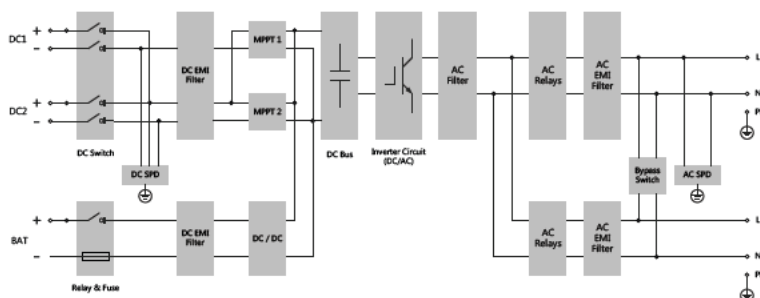 DC1
+
−
DC2
+
−
DC Switch
DC SPD
DC EMI
Filter
MPPT 1
MPPT 2
DC Bus
Inverter Circuit
(DC/AC)
AC
Filter
AC
Relays
AC
EMI
Filter
L
N
Bypass
Switch
AC SPD
BAT
+
−
Relay & Fuse
DC EMI
Filter
DC / DC
AC
Relays
AC
EMI
Filter
L
N